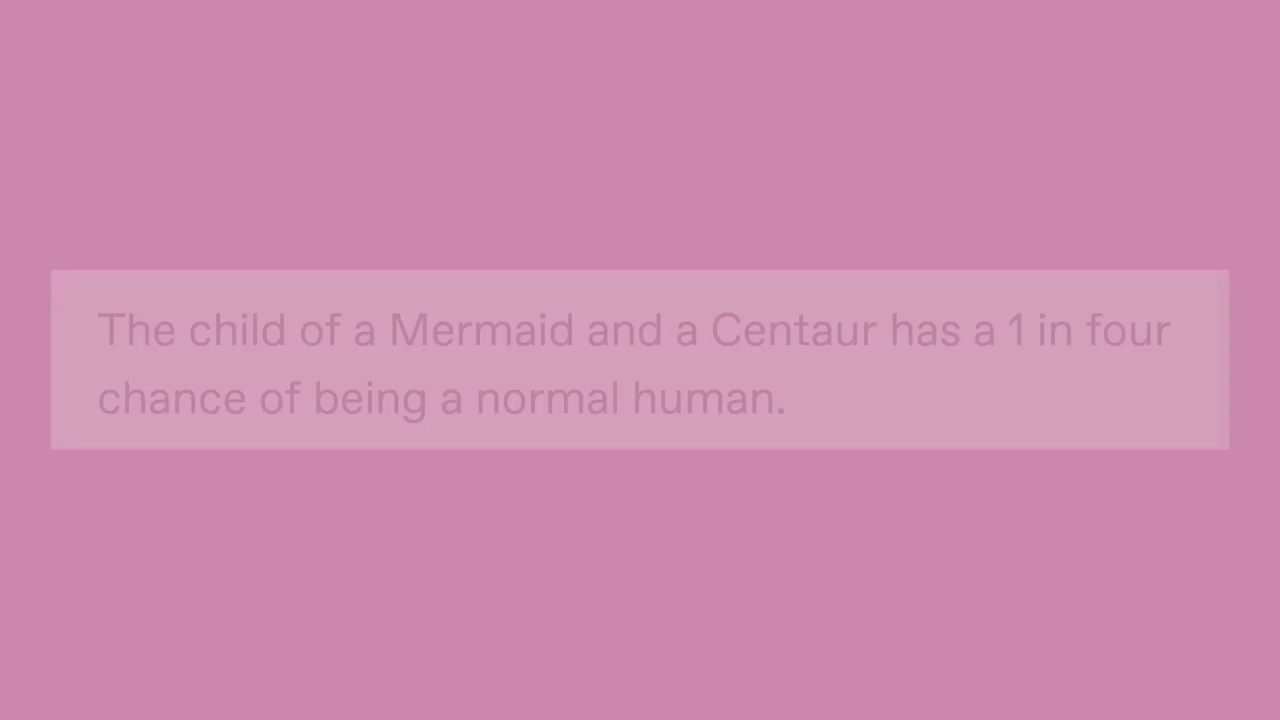 The child of a Mermaid and a Centaur has a 1 in four
chance of being a normal human.